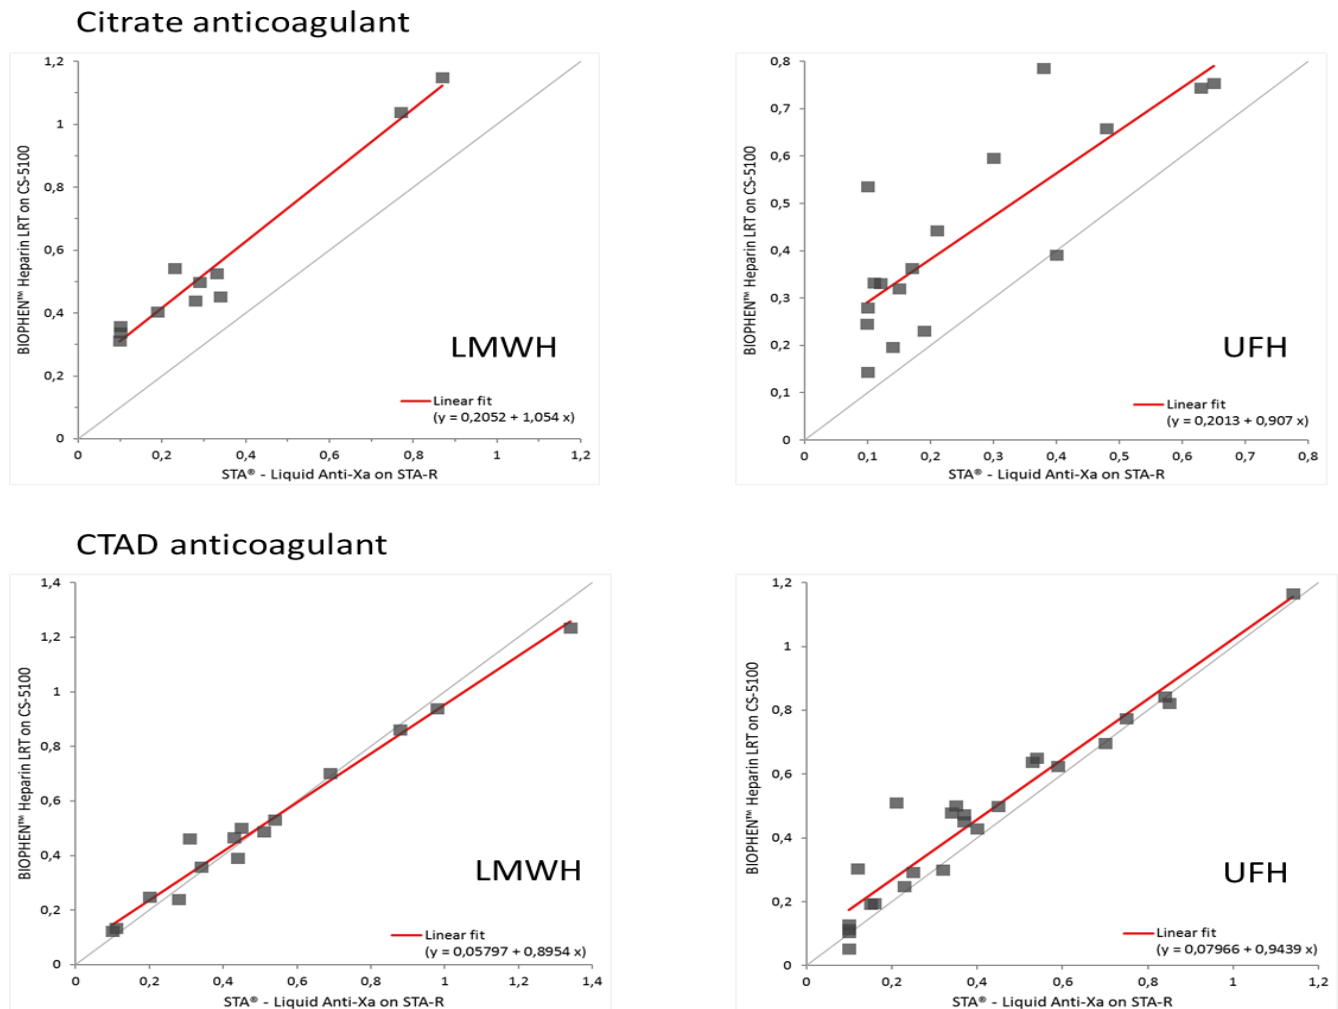 Citrate anticoagulant
BIOPHEN™ Heparin LRT on CS-5100
1,2
1
0,8
0,6
0,4
0,2
0
LMWH
Linear fit
(y = 0,2052 + 1,054 x)
0 0,2 0,4 0,6 0,8 1 1,2
STA® - Liquid Anti-Xa on STA-R
BIOPHEN™ Heparin LRT on CS-5100
0,8
0,7
0,6
0,5
0,4
0,3
0,2
0,1
0
UFH
Linear fit
(y = 0,2013 + 0,907 x)
0 0,1 0,2 0,3 0,4 0,5 0,6 0,7 0,8
STA® - Liquid Anti-Xa on STA-R
CTAD anticoagulant
BIOPHEN™ Heparin LRT on CS-5100
1,4
1,2
1
0,8
0,6
0,4
0,2
0
LMWH
Linear fit
(y = 0,05797 + 0,8954 x)
0 0,2 0,4 0,6 0,8 1 1,2 1,4
STA® - Liquid Anti-Xa on STA-R
BIOPHEN™ Heparin LRT on CS-5100
1,2
1
0,8
0,6
0,4
0,2
0
UFH
Linear fit
(y = 0,07966 + 0,9439 x)
0 0,2 0,4 0,6 0,8 1 1,2
STA® - Liquid Anti-Xa on STA-R